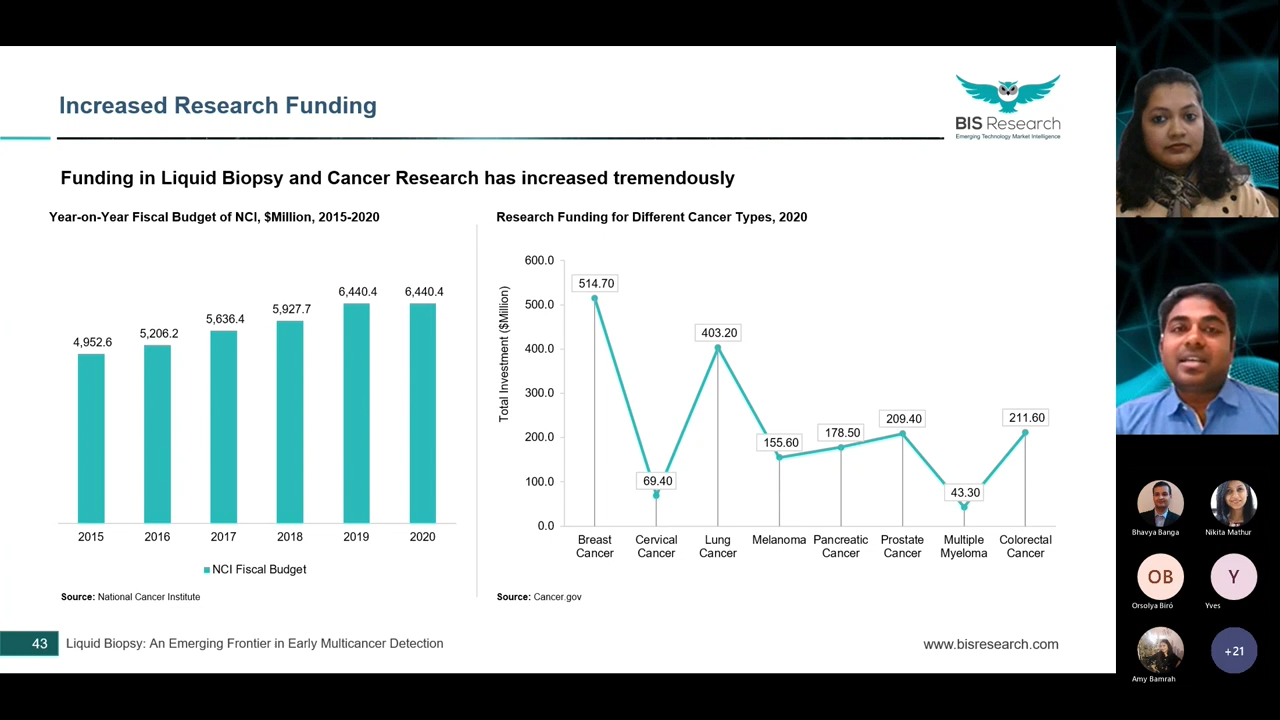 Increased Research Funding
BIS Research
Emerging Technology Market Intelligence
Funding in Liquid Biopsy and Cancer Research has increased tremendously
Year-on-Year Fiscal Budget of NCI, $Million, 2015-2020
4,952.6
5,206.2
5,636.4
5,927.7
6,440.4
6,440.4
2015 2016 2017 2018 2019 2020
NCI Fiscal Budget
Source: National Cancer Institute
Research Funding for Different Cancer Types, 2020
Total Investment ($Million)
600.0
500.0
400.0
300.0
200.0
100.0
0.0
514.70
69.40
403.20
155.60
178.50
209.40
43.30
211.60
Breast
Cancer
Cervical
Cancer
Lung
Cancer
Melanoma
Pancreatic
Cancer
Prostate
Cancer
Multiple
Myeloma
Colorectal
Cancer
Source: Cancer.gov
43
Liquid Biopsy: An Emerging Frontier in Early Multicancer Detection
www.bisresearch.com
Bhavya Banga
Nikita Mathur
OB
Orsolya Biró
Y
Yves
Amy Bamrah
+21